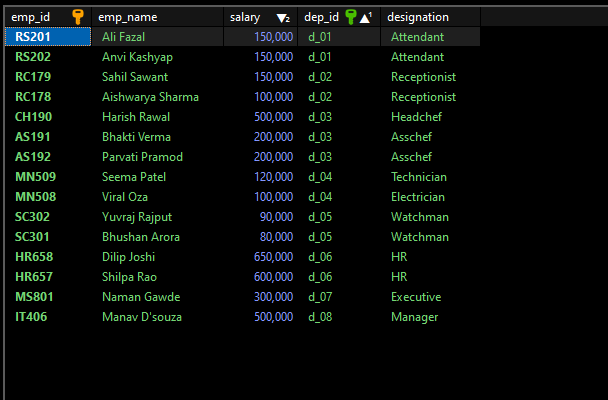 emp_id emp_name salary ▼2 dep_id ▲1 designation
RS201 Ali Fazal 150,000 d_01 Attendant
RS202 Anvi Kashyap 150,000 d_01 Attendant
RC179 Sahil Sawant 150,000 d_02 Receptionist
RC178 Aishwarya Sharma 100,000 d_02 Receptionist
CH190 Harish Rawal 500,000 d_03 Headchef
AS191 Bhakti Verma 200,000 d_03 Asschef
AS192 Parvati Pramod 200,000 d_03 Asschef
MN509 Seema Patel 120,000 d_04 Technician
MN508 Viral Oza 100,000 d_04 Electrician
SC302 Yuvraj Rajput 90,000 d_05 Watchman
SC301 Bhushan Arora 80,000 d_05 Watchman
HR658 Dilip Joshi 650,000 d_06 HR
HR657 Shilpa Rao 600,000 d_06 HR
MS801 Naman Gawde 300,000 d_07 Executive
IT406 Manav D'souza 500,000 d_08 Manager